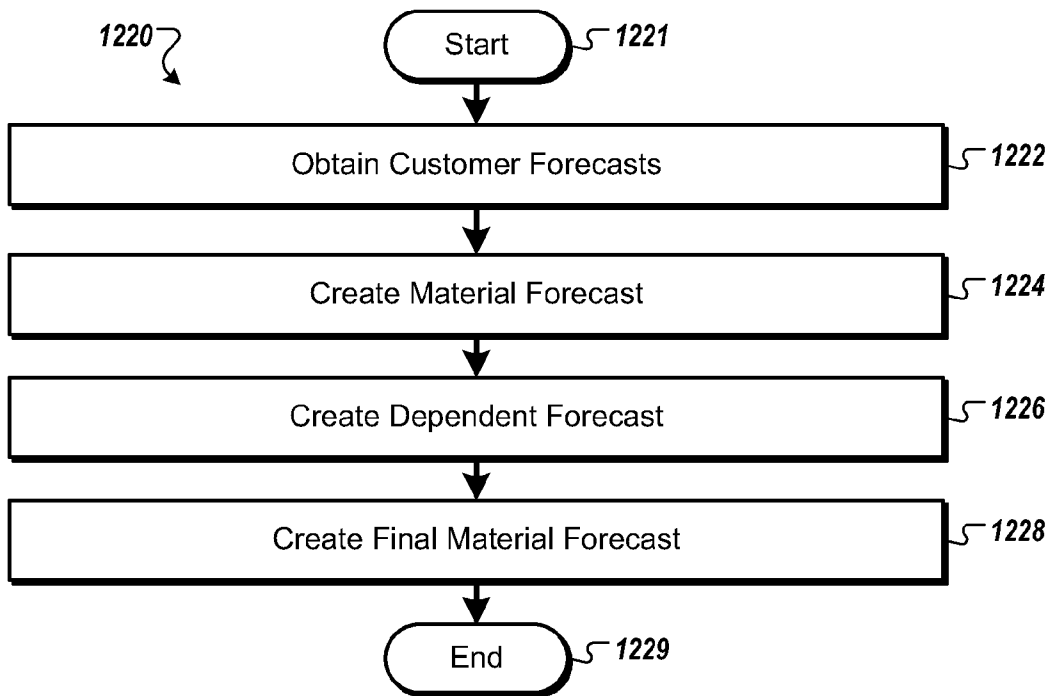 1220
Start
1221
Obtain Customer Forecasts
1222
Create Material Forecast
1224
Create Dependent Forecast
1226
Create Final Material Forecast
1228
End
1229